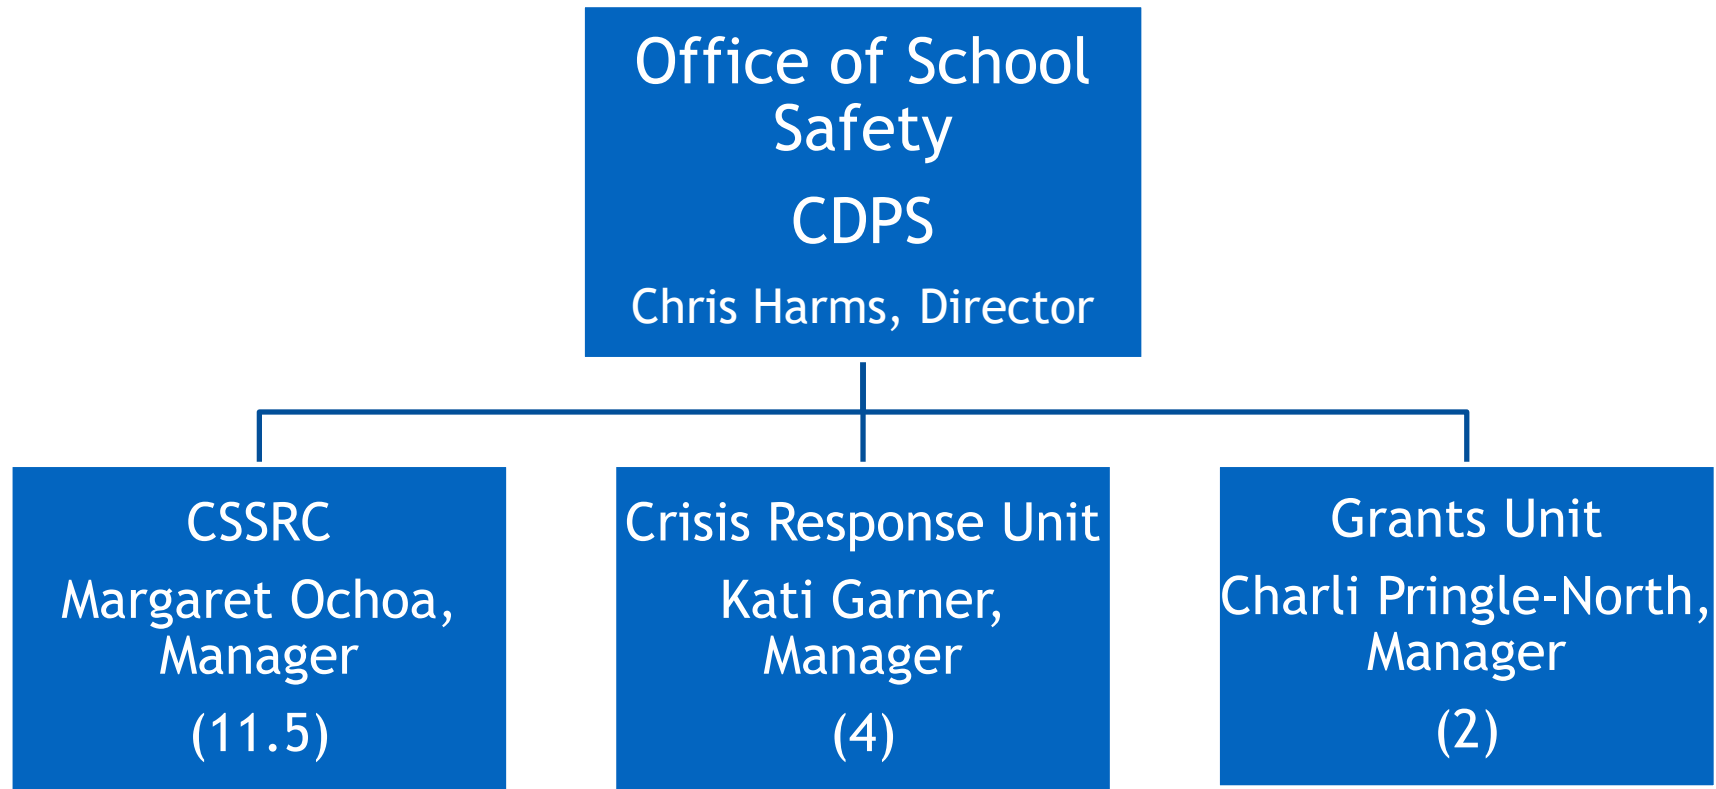 Office of School
Safety
CDPS
Chris Harms, Director
CSSRC
Margaret Ochoa,
Manager
(11.5)
Crisis Response Unit
Kati Garner,
Manager
(4)
Grants Unit
Charli Pringle-North,
Manager
(2)